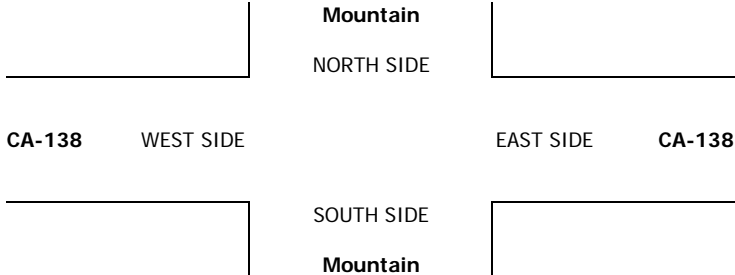 Mountain
NORTH SIDE
CA-138 WEST SIDE EAST SIDE CA-138
SOUTH SIDE
Mountain